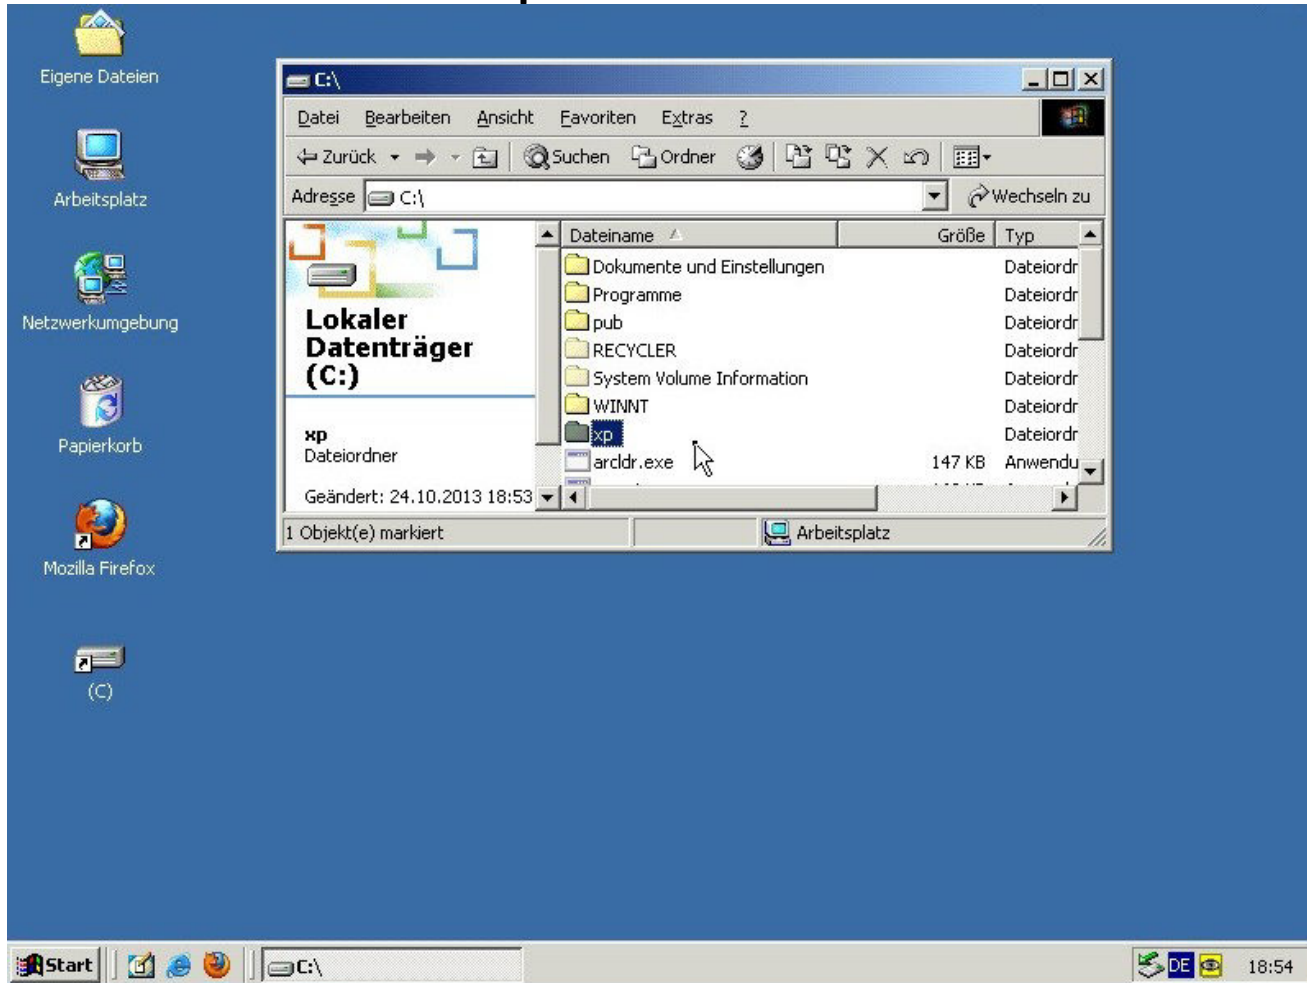 Eigene Dateien
Arbeitsplatz
Netzwerkumgebung
Papierkorb
Mozilla Firefox
(C)
C:\
Datei Bearbeiten Ansicht Favoriten Extras ?
Zurück Suchen Ordner
Adresse C:\ Wechseln zu
Lokaler
Datenträger
(C:)
xp
Dateiordner
Geändert: 24.10.2013 18:53
Dateiname Größe Typ
Dokumente und Einstellungen Dateiordr
Programme Dateiordr
pub Dateiordr
RECYCLER Dateiordr
System Volume Information Dateiordr
WINNT Dateiordr
xp Dateiordr
arcldr.exe 147 KB Anwendu
1 Objekt(e) markiert Arbeitsplatz
Start C:\ DE 18:54